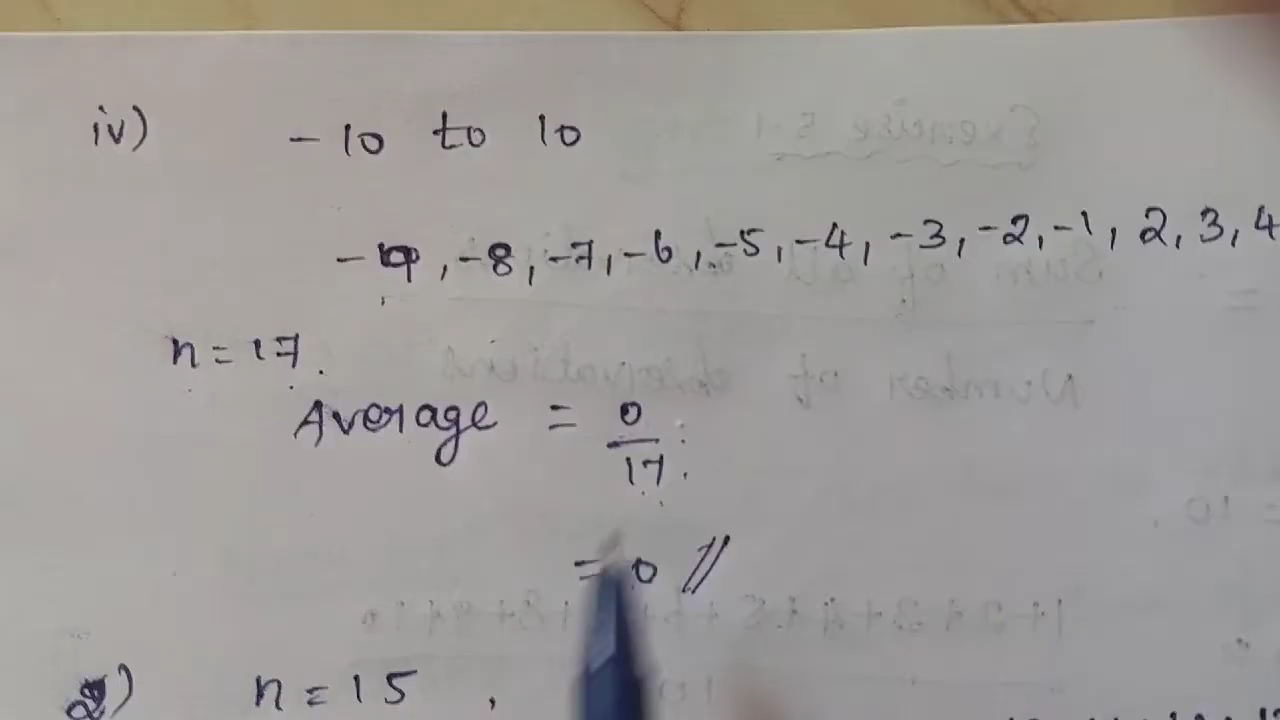 iv) -10 to 10
-9, -8, -7, -6, -5, -4, -3, -2, -1, 2, 3, 4
n = 17.
Average = 0/17
= 0 //
2) n = 15,